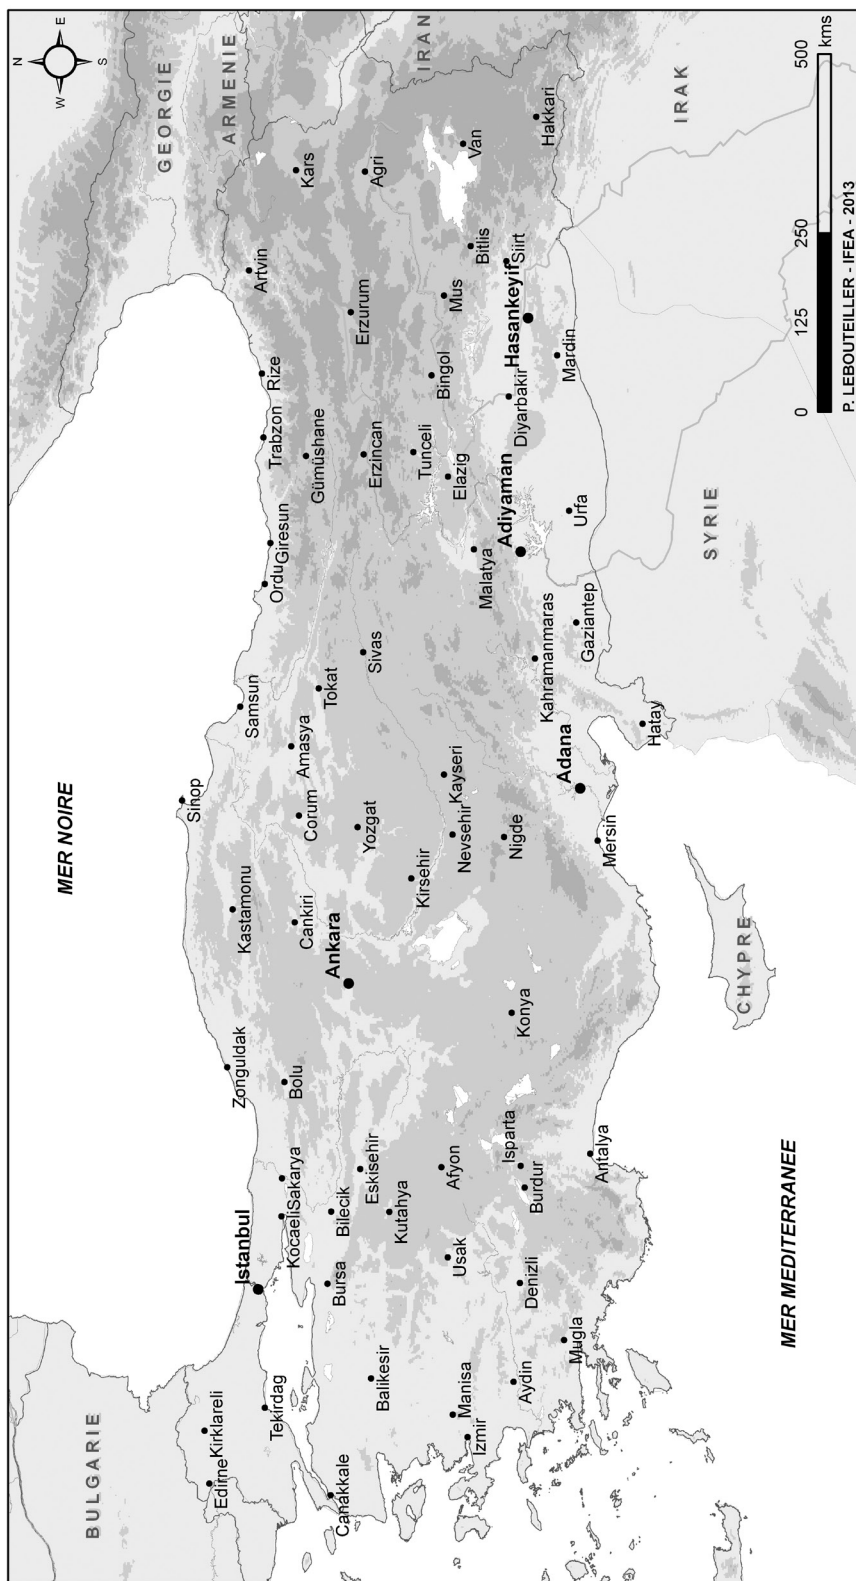 N
W
E
S
MER NOIRE
BULGARIE
GEORGIE
Sinop
Edirne
Kirklareli
ARMENIE
Istanbul
Zonguldak
Kastamonu
Samsun
Artvin
Tekirdag
Ordu
Trabzon
Rize
Kocaeli
Sakarya
Bolu
Giresun
Cankiri
Corum
Amasya
Kars
Canakkale
Bursa
Bilecik
Ankara
Tokat
Gümüshane
Erzurum
Balikesir
Eskisehir
Yozgat
Sivas
Erzincan
Agri
IRAN
Kutahya
Kirsehir
Tunceli
Bingol
Manisa
Usak
Afyon
Nevsehir
Kayseri
Elazig
Mus
Izmir
Malatya
Bitlis
Van
Aydin
Denizli
Isparta
Burdur
Konya
Nigde
Adiyaman
Diyarbakir
Hasankeyif
Siirt
Kahramanmaras
Hakkari
Mugla
Adana
Mardin
Antalya
Mersin
Gaziantep
Urfa
Hatay
IRAK
SYRIE
CHYPRE
MER MEDITERRANEE
0
125
250
500
kms
P. LEBOUTEILLER - IFEA - 2013